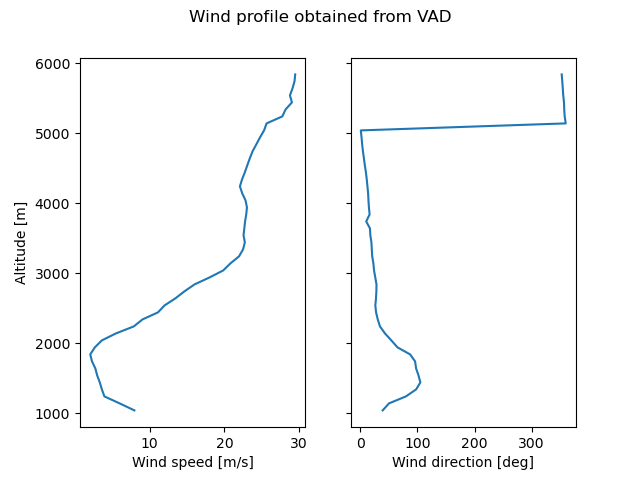 Wind profile obtained from VAD
6000
5000
4000
3000
2000
1000
Altitude [m]
10 20 30
Wind speed [m/s]
0 100 200 300
Wind direction [deg]